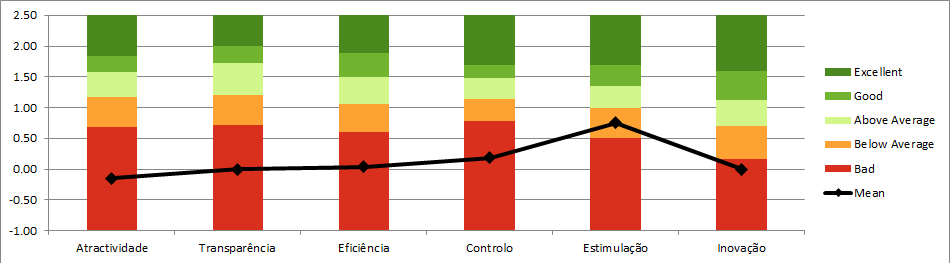 2.50
2.00
1.50
1.00
0.50
0.00
-0.50
-1.00
Atractividade Transparência Eficiência Controlo Estimulação Inovação
Excellent
Good
Above Average
Below Average
Bad
Mean